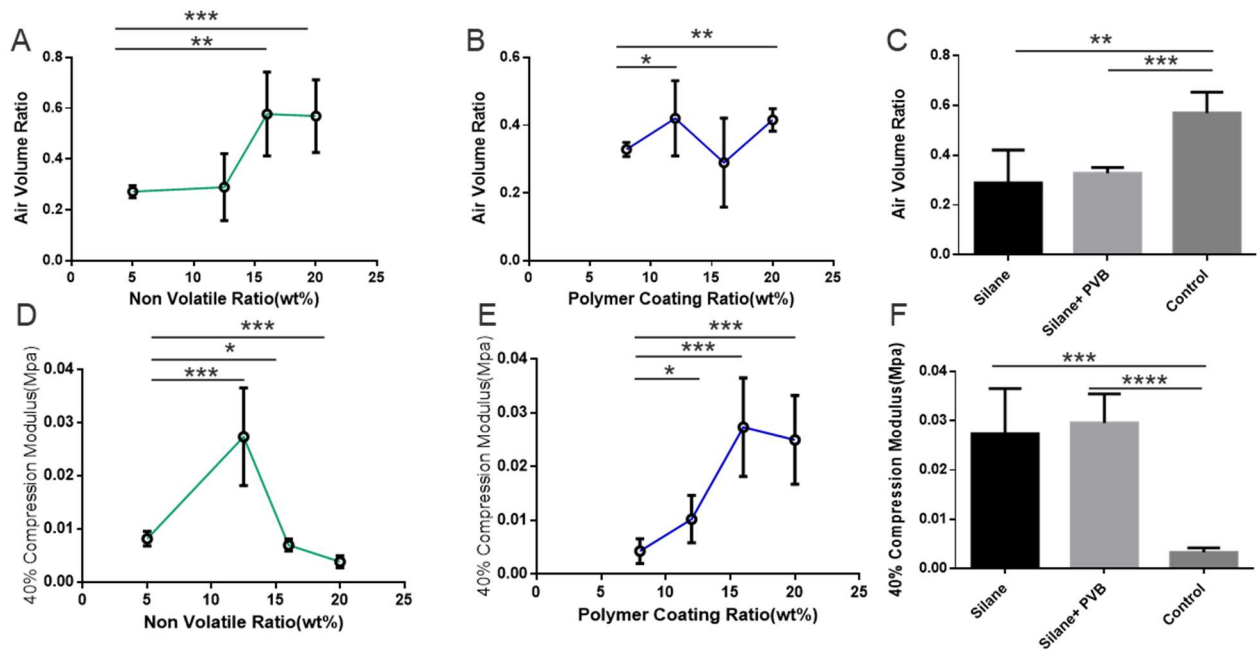 A
***
**
0.8
0.6
0.4
0.2
0.0
Air Volume Ratio
0 5 10 15 20 25
Non Volatile Ratio(wt%)
B
**
*
0.6
0.4
0.2
0.0
Air Volume Ratio
0 5 10 15 20 25
Polymer Coating Ratio(wt%)
C
**
***
0.8
0.6
0.4
0.2
0.0
Air Volume Ratio
Silane
Silane+ PVB
Control
D
***
*
***
0.04
0.03
0.02
0.01
0.00
40% Compression Modulus(Mpa)
0 5 10 15 20 25
Non Volatile Ratio(wt%)
E
***
***
*
0.04
0.03
0.02
0.01
0.00
40% Compression Modulus(Mpa)
0 5 10 15 20 25
Polymer Coating Ratio(wt%)
F
***
****
0.04
0.03
0.02
0.01
0.00
40% Compression Modulus(Mpa)
Silane
Silane+ PVB
Control